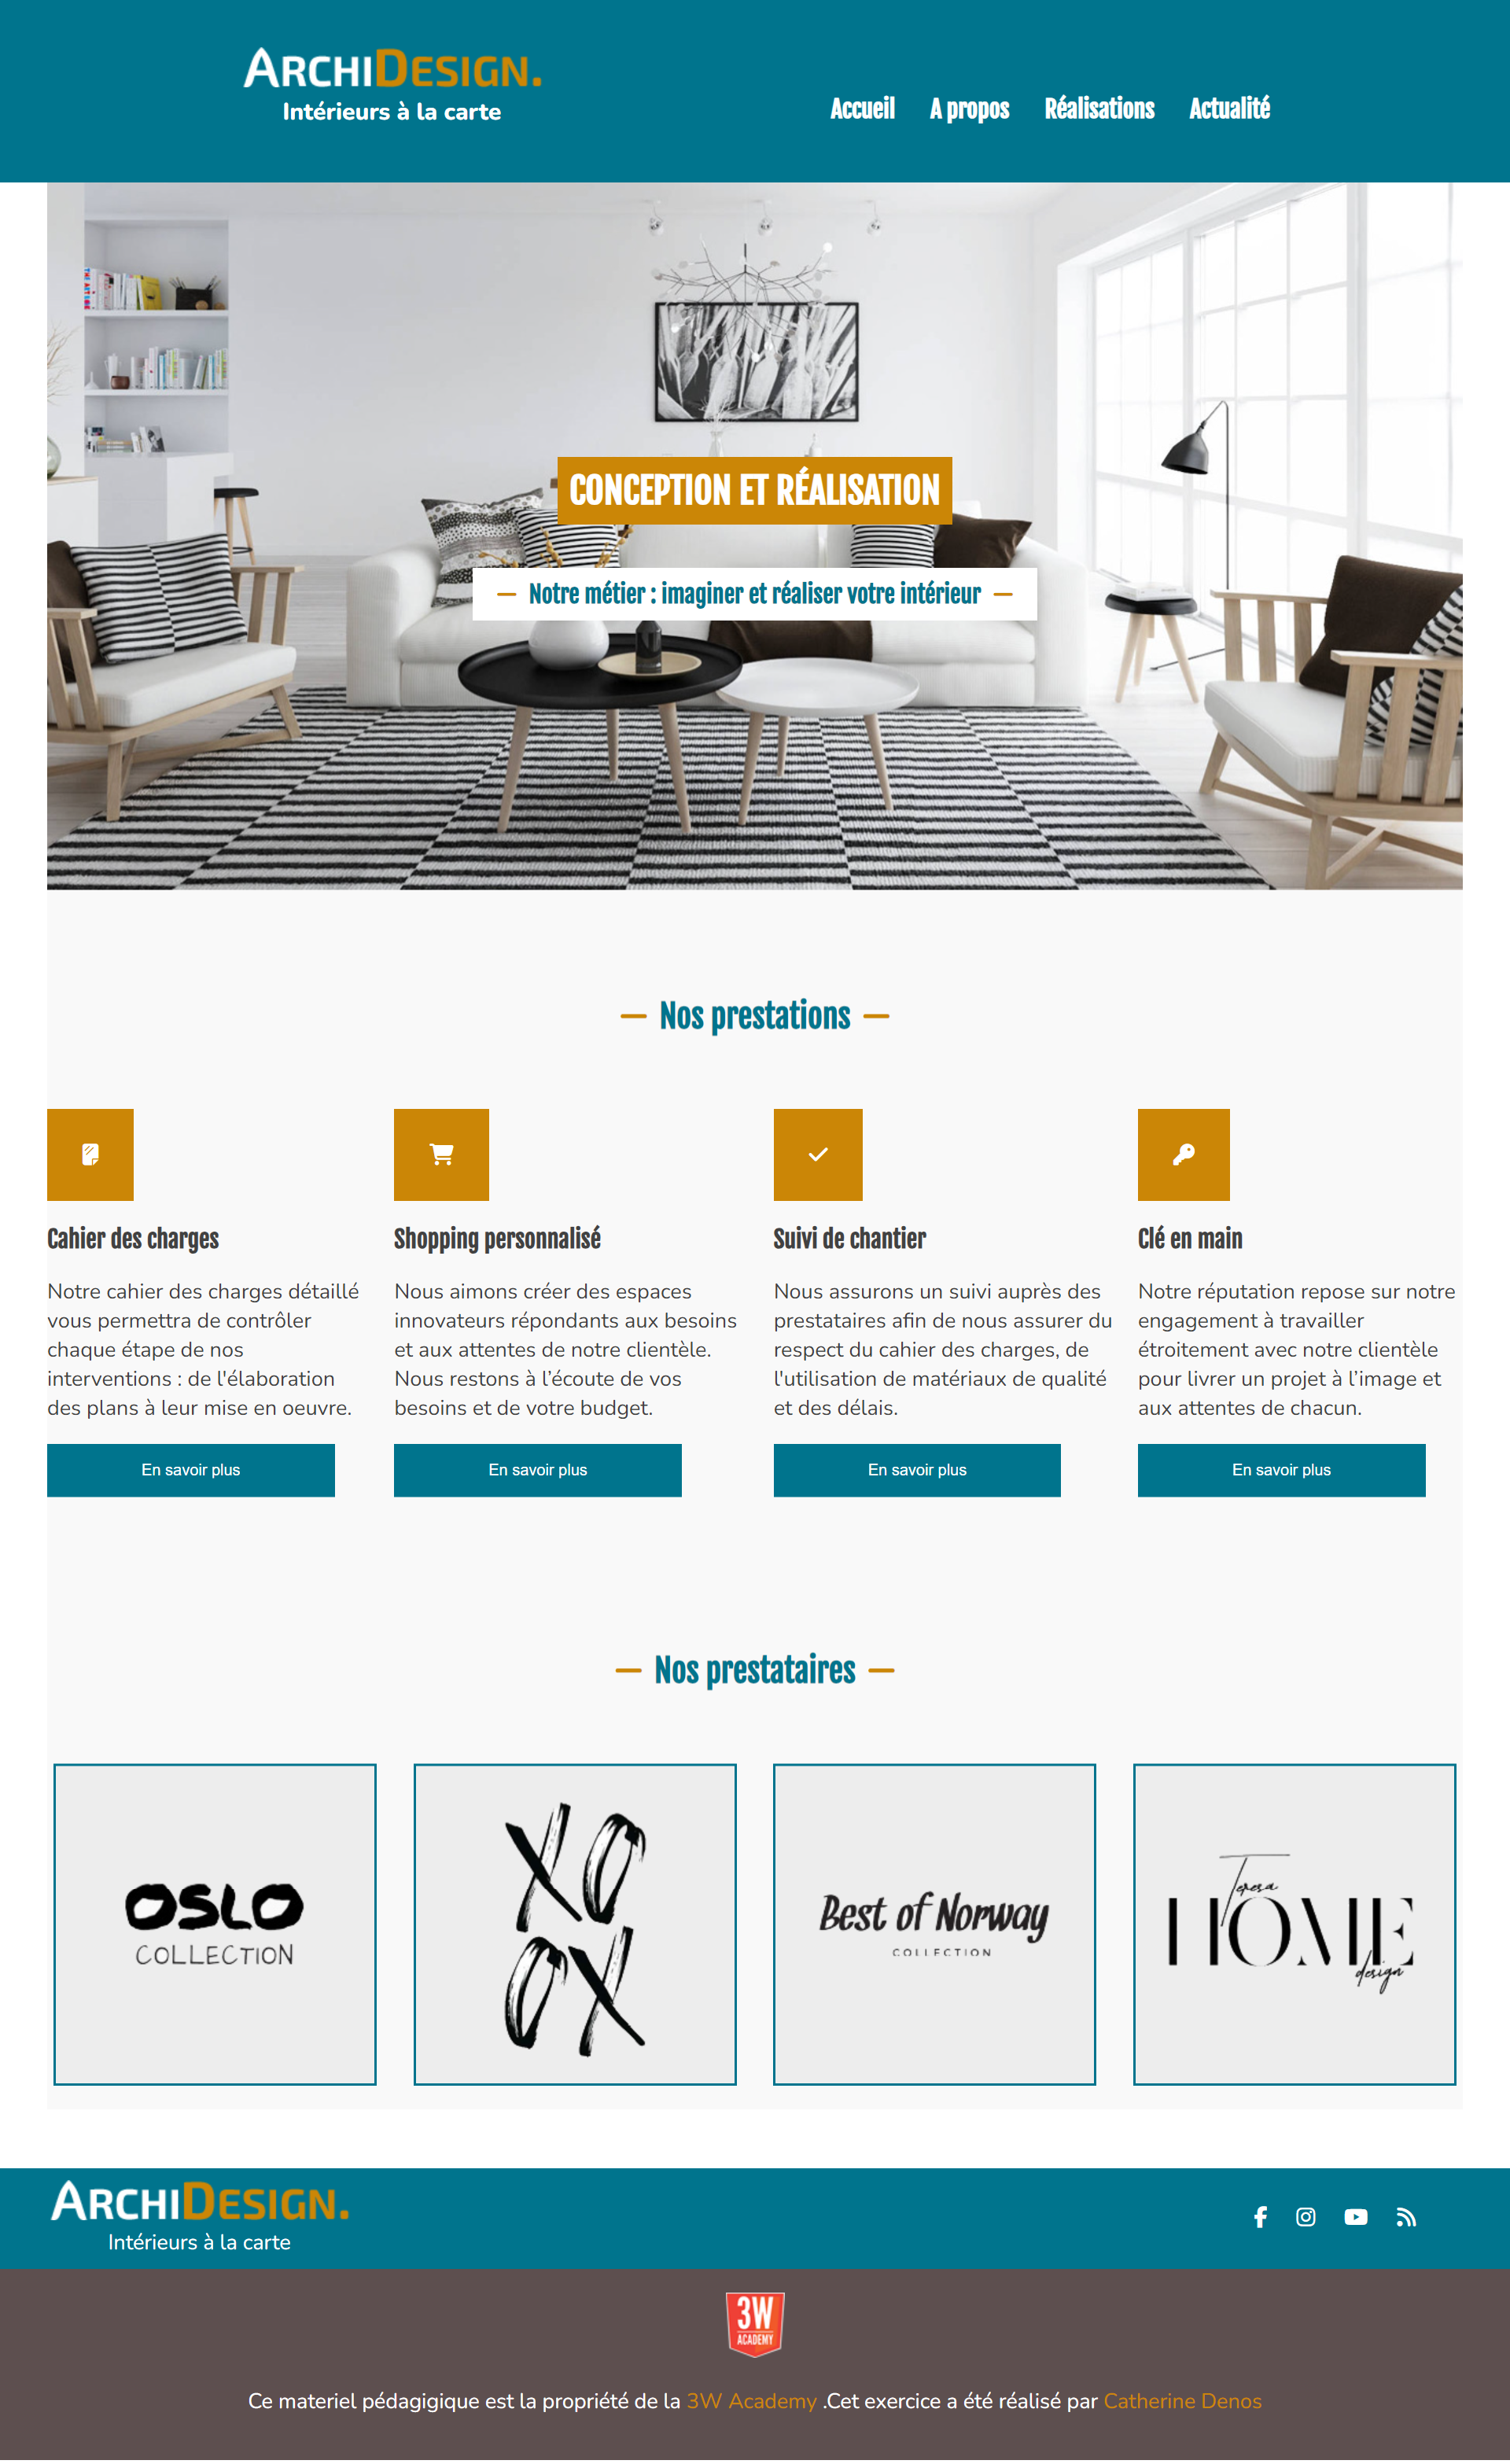 ARCHIDESIGN.
Intérieurs à la carte
Accueil A propos Réalisations Actualité
CONCEPTION ET RÉALISATION
— Notre métier : imaginer et réaliser votre intérieur —
— Nos prestations —
Cahier des charges
Notre cahier des charges détaillé
vous permettra de contrôler
chaque étape de nos
interventions : de l'élaboration
des plans à leur mise en oeuvre.
En savoir plus
Shopping personnalisé
Nous aimons créer des espaces
innovateurs répondants aux besoins
et aux attentes de notre clientèle.
Nous restons à l’écoute de vos
besoins et de votre budget.
En savoir plus
Suivi de chantier
Nous assurons un suivi auprès des
prestataires afin de nous assurer du
respect du cahier des charges, de
l'utilisation de matériaux de qualité
et des délais.
En savoir plus
Clé en main
Notre réputation repose sur notre
engagement à travailler
étroitement avec notre clientèle
pour livrer un projet à l’image et
aux attentes de chacun.
En savoir plus
— Nos prestataires —
OSLO
COLLECTION
XO
OX
Best of Norway
COLLECTION
Teresa
HOME
design
ARCHIDESIGN.
Intérieurs à la carte
3W
ACADEMY
Ce materiel pédagigique est la propriété de la 3W Academy .Cet exercice a été réalisé par Catherine Denos